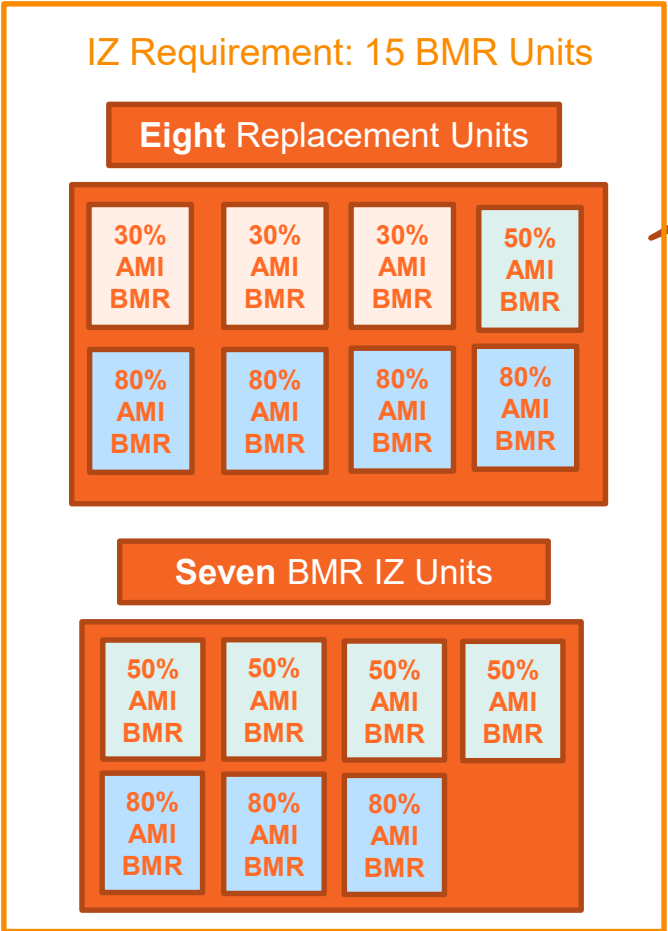 IZ Requirement: 15 BMR Units
Eight Replacement Units
30%
AMI
BMR
30%
AMI
BMR
30%
AMI
BMR
50%
AMI
BMR
80%
AMI
BMR
80%
AMI
BMR
80%
AMI
BMR
80%
AMI
BMR
Seven BMR IZ Units
50%
AMI
BMR
50%
AMI
BMR
50%
AMI
BMR
50%
AMI
BMR
80%
AMI
BMR
80%
AMI
BMR
80%
AMI
BMR